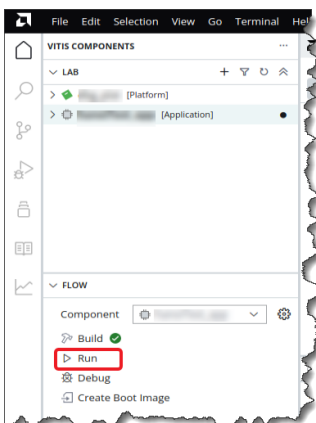 File Edit Selection View Go Terminal
VITIS COMPONENTS
LAB
[Platform]
[Application]
FLOW
Component
Build
Run
Debug
Create Boot Image